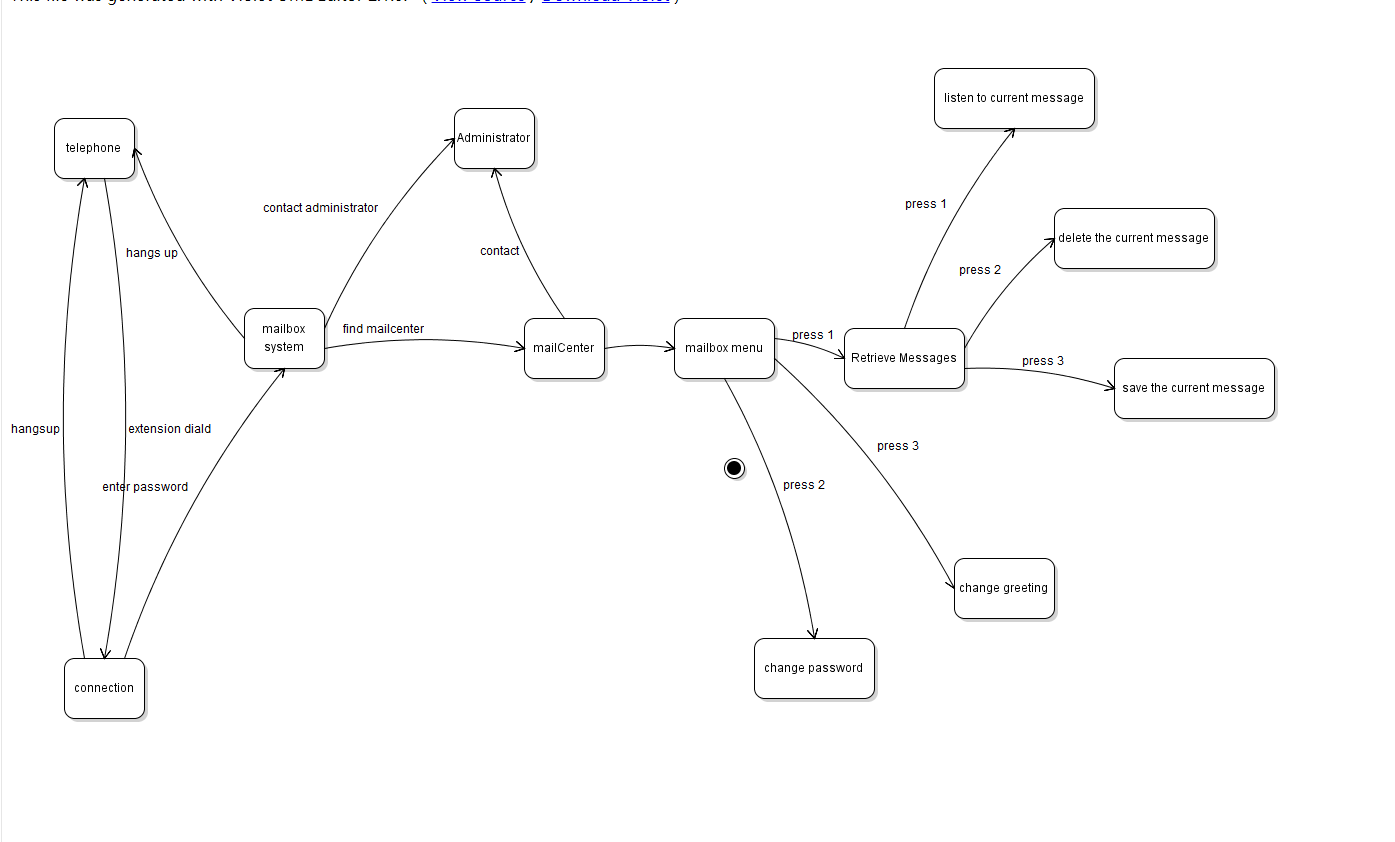 listen to current message
telephone
Administrator
press 1
contact administrator
delete the current message
hangs up
contact
press 2
mailbox
system
find mailcenter
mailCenter
mailbox menu
press 1
Retrieve Messages
press 3
save the current message
hangsup
extension diald
press 3
enter password
press 2
change greeting
change password
connection